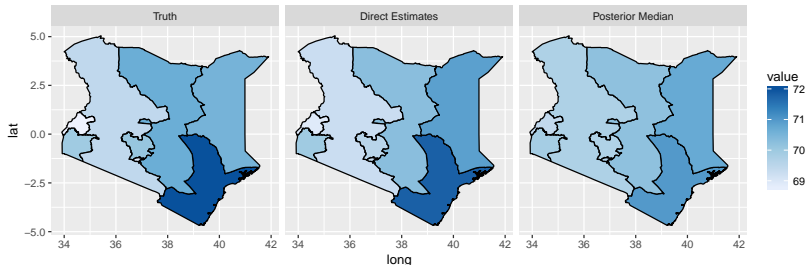 Truth
Direct Estimates
Posterior Median
5.0
2.5
0.0
−2.5
−5.0
lat
34 36 38 40 42
34 36 38 40 42
34 36 38 40 42
long
value
72
71
70
69